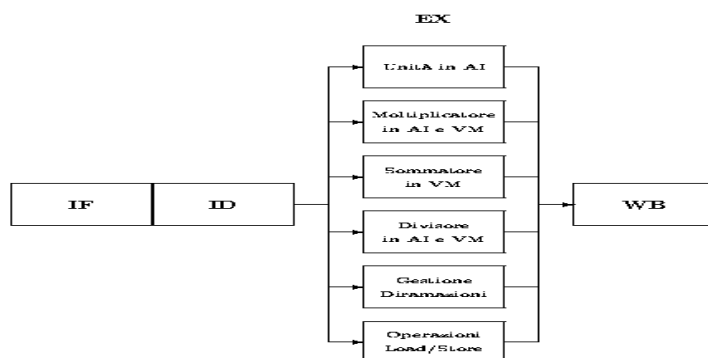 EX
UnitÀ in AI
Moltiplicatore
in AI e VM
Sommatore
in VM
IF
ID
WB
Divisore
in AI e VM
Gestione
Diramazioni
Operazioni
Load/Store